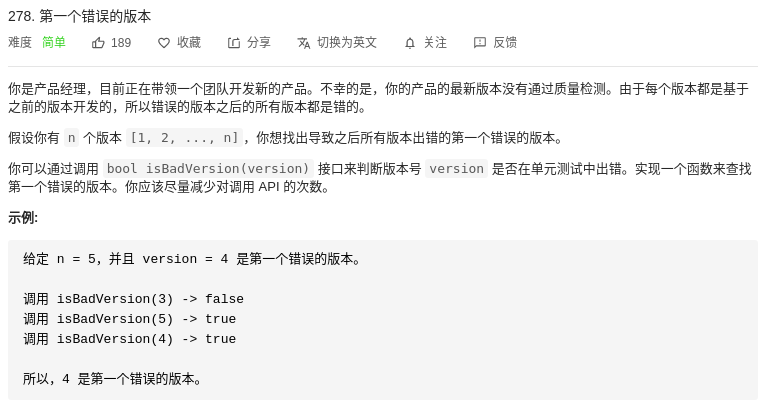 278. 第一个错误的版本
难度 简单 189 收藏 分享 切换为英文 关注 反馈
你是产品经理，目前正在带领一个团队开发新的产品。不幸的是，你的产品的最新版本没有通过质量检测。由于每个版本都是基于
之前的版本开发的，所以错误的版本之后的所有版本都是错的。
假设你有 n 个版本 [1, 2, ..., n]，你想找出导致之后所有版本出错的第一个错误的版本。
你可以通过调用 bool isBadVersion(version) 接口来判断版本号 version 是否在单元测试中出错。实现一个函数来查找
第一个错误的版本。你应该尽量减少对调用 API 的次数。
示例:
给定 n = 5，并且 version = 4 是第一个错误的版本。
调用 isBadVersion(3) -> false
调用 isBadVersion(5) -> true
调用 isBadVersion(4) -> true
所以，4 是第一个错误的版本。